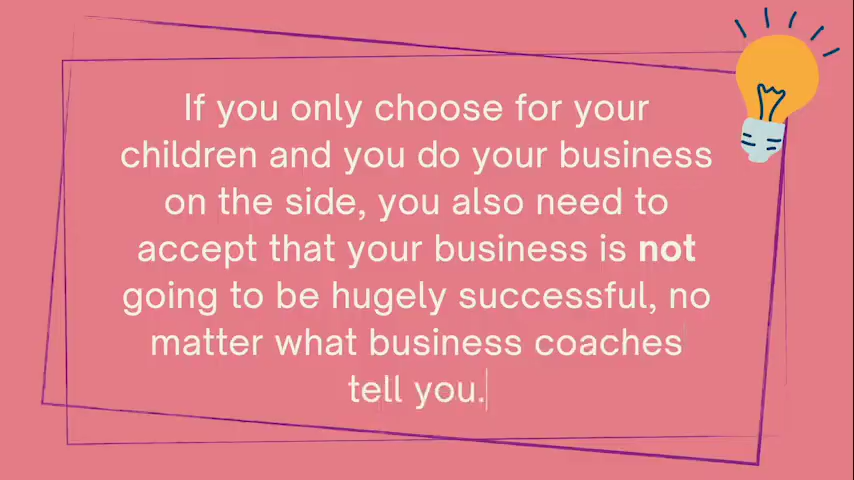 If you only choose for your
children and you do your business
on the side, you also need to
accept that your business is not
going to be hugely successful, no
matter what business coaches
tell you.